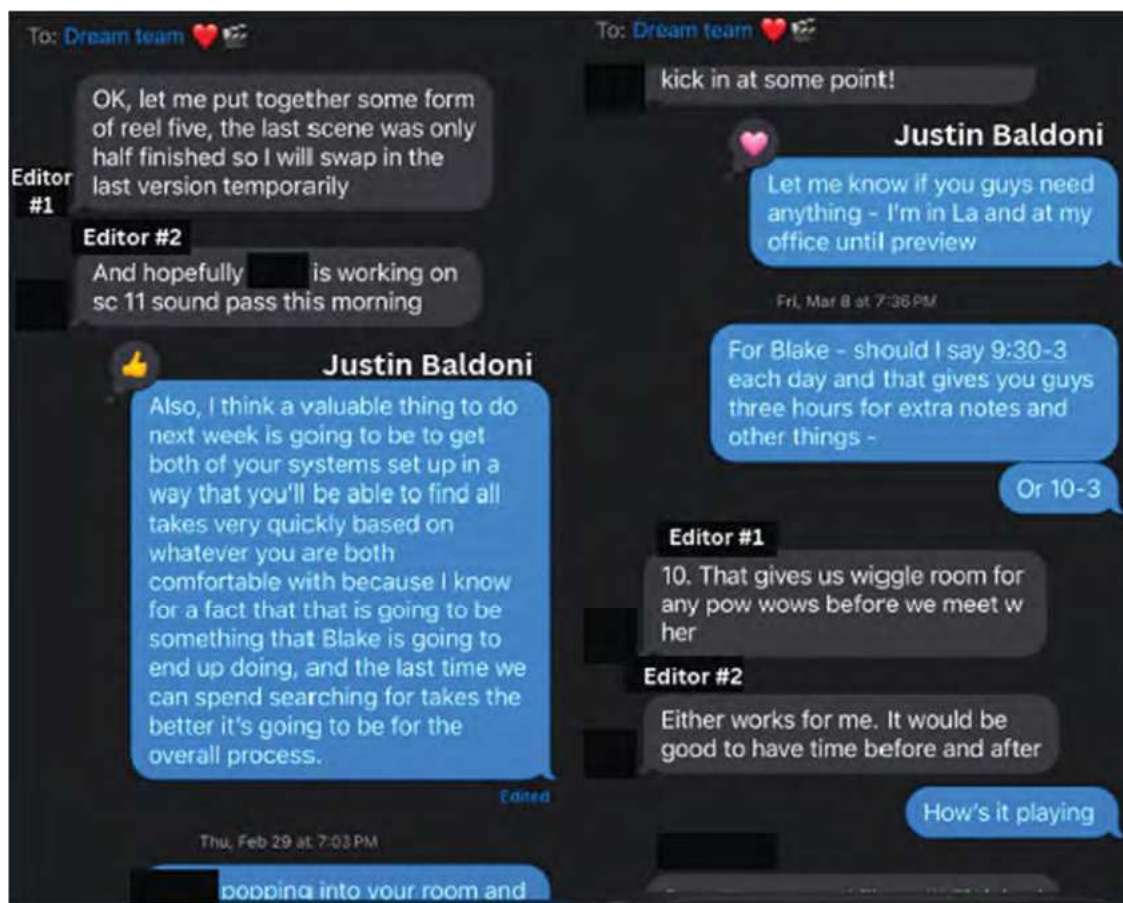 To: Dream team ❤️🎬
OK, let me put together some form
of reel five, the last scene was only
half finished so I will swap in the
last version temporarily
Editor
#1
Editor #2
And hopefully is working on
sc 11 sound pass this morning
Justin Baldoni
Also, I think a valuable thing to do
next week is going to be to get
both of your systems set up in a
way that you'll be able to find all
takes very quickly based on
whatever you are both
comfortable with because I know
for a fact that that is going to be
something that Blake is going to
end up doing, and the last time we
can spend searching for takes the
better it's going to be for the
overall process.
Edited
Thu, Feb 29 at 7:03 PM
popping into your room and
To: Dream team ❤️🎬
kick in at some point!
Justin Baldoni
Let me know if you guys need
anything - I'm in La and at my
office until preview
Fri, Mar 8 at 7:36 PM
For Blake - should I say 9:30-3
each day and that gives you guys
three hours for extra notes and
other things -
Or 10-3
Editor #1
10. That gives us wiggle room for
any pow wows before we meet w
her
Editor #2
Either works for me. It would be
good to have time before and after
How's it playing